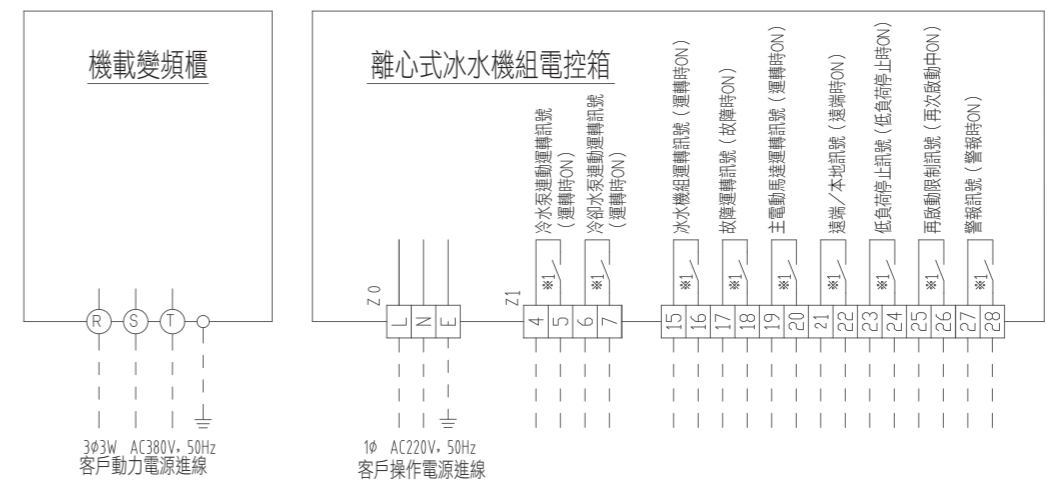 機載變頻櫃
R S T
3φ3W AC380V, 50Hz
客戶動力電源進線
離心式冰水機組電控箱
冷水泵連動運轉訊號
(運轉時ON)
冷卻水泵連動運轉訊號
(運轉時ON)
冰水機組運轉訊號(運轉時ON)
故障運轉訊號(故障時ON)
主電動馬達運轉訊號(運轉時ON)
遠端/本地訊號(遠端時ON)
低負荷停止訊號(低負荷停止時ON)
再啟動限制訊號(再次啟動中ON)
警報訊號(警報時ON)
※1 ※1 ※1 ※1 ※1 ※1 ※1 ※1 ※1
Z0
L N E
Z1
4 5 6 7
15 16 17 18 19 20 21 22 23 24 25 26 27 28
1φ AC220V, 50Hz
客戶操作電源進線